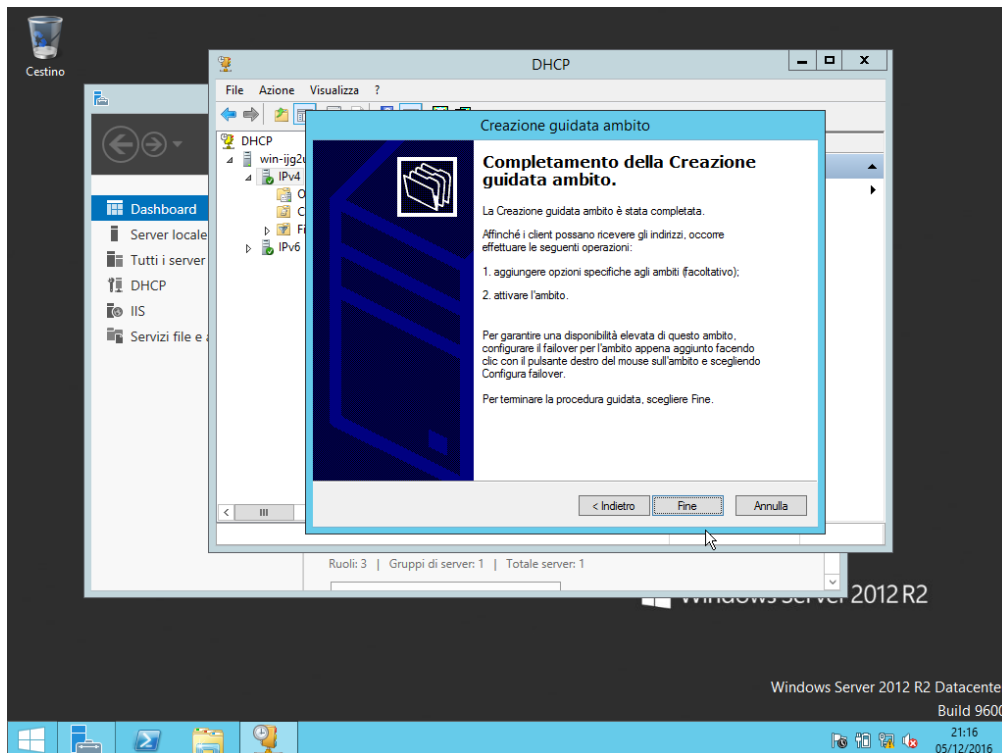 Cestino
DHCP
File Azione Visualizza ?
Creazione guidata ambito
DHCP
win-ijg2u
IPv4
O
C
Fi
IPv6
Completamento della Creazione
guidata ambito.
La Creazione guidata ambito è stata completata.
Affinché i client possano ricevere gli indirizzi, occorre
effettuare le seguenti operazioni:
1. aggiungere opzioni specifiche agli ambiti (facoltativo);
2. attivare l'ambito.
Per garantire una disponibilità elevata di questo ambito,
configurare il failover per l'ambito appena aggiunto facendo
clic con il pulsante destro del mouse sull'ambito e scegliendo
Configura failover.
Per terminare la procedura guidata, scegliere Fine.
< Indietro Fine Annulla
Dashboard
Server locale
Tutti i server
DHCP
IIS
Servizi file e a
Ruoli: 3 | Gruppi di server: 1 | Totale server: 1
Windows Server 2012 R2
Windows Server 2012 R2 Datacente
Build 9600
21:16
05/12/2016